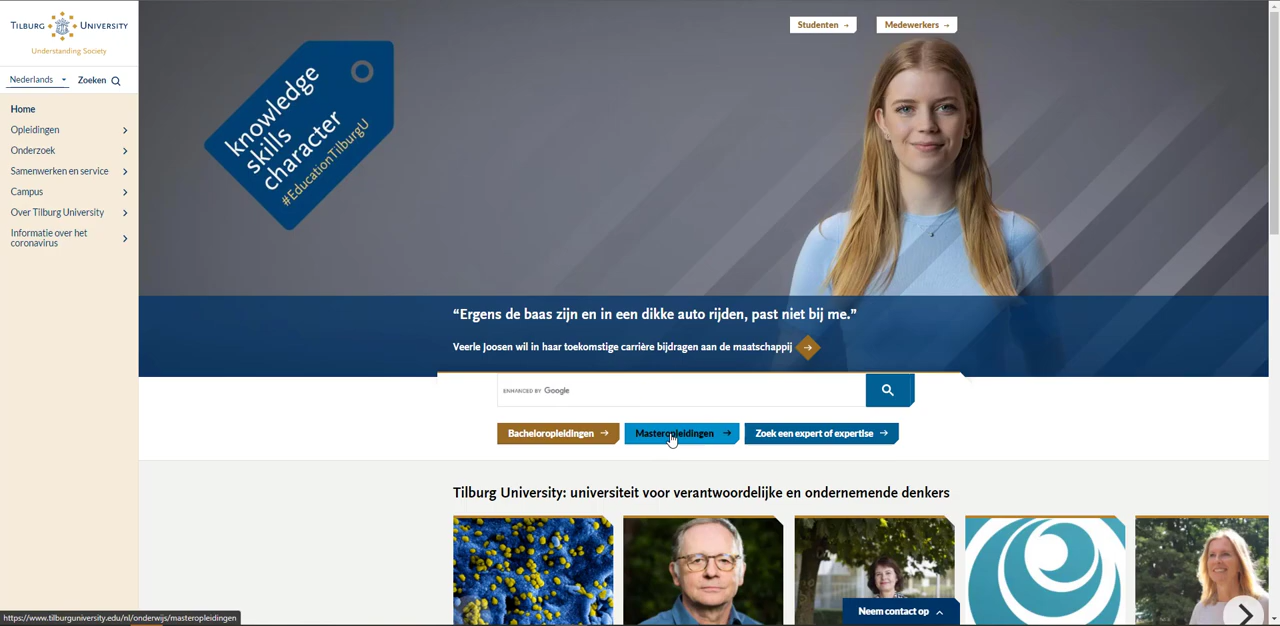 TILBURG UNIVERSITY
Understanding Society
Nederlands
Zoeken
Home
Opleidingen
Onderzoek
Samenwerken en service
Campus
Over Tilburg University
Informatie over het
coronavirus
Studenten →
Medewerkers →
knowledge
skills
character
#EducationTilburgU
“Ergens de baas zijn en in een dikke auto rijden, past niet bij me.”
Veerle Joosen wil in haar toekomstige carrière bijdragen aan de maatschappij →
ENHANCED BY Google
Bacheloropleidingen →
Masteropleidingen →
Zoek een expert of expertise →
Tilburg University: universiteit voor verantwoordelijke en ondernemende denkers
Neem contact op
https://www.tilburguniversity.edu/nl/onderwijs/masteropleidingen